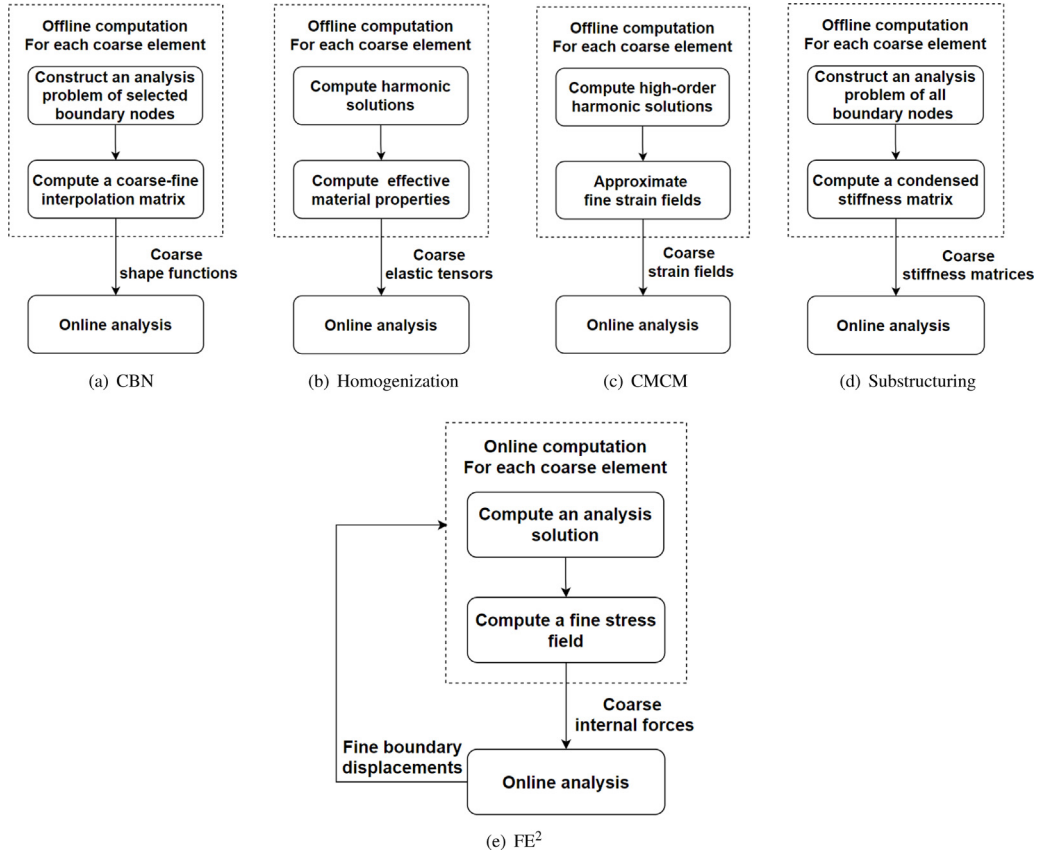 Offline computation
For each coarse element
Construct an analysis
problem of selected
boundary nodes
Compute a coarse-fine
interpolation matrix
Coarse
shape functions
Online analysis
(a) CBN
Offline computation
For each coarse element
Compute harmonic
solutions
Compute effective
material properties
Coarse
elastic tensors
Online analysis
(b) Homogenization
Offline computation
For each coarse element
Compute high-order
harmonic solutions
Approximate
fine strain fields
Coarse
strain fields
Online analysis
(c) CMCM
Offline computation
For each coarse element
Construct an analysis
problem of all
boundary nodes
Compute a condensed
stiffness matrix
Coarse
stiffness matrices
Online analysis
(d) Substructuring
Online computation
For each coarse element
Compute an analysis
solution
Compute a fine stress
field
Coarse
internal forces
Fine boundary
displacements
Online analysis
(e) FE²